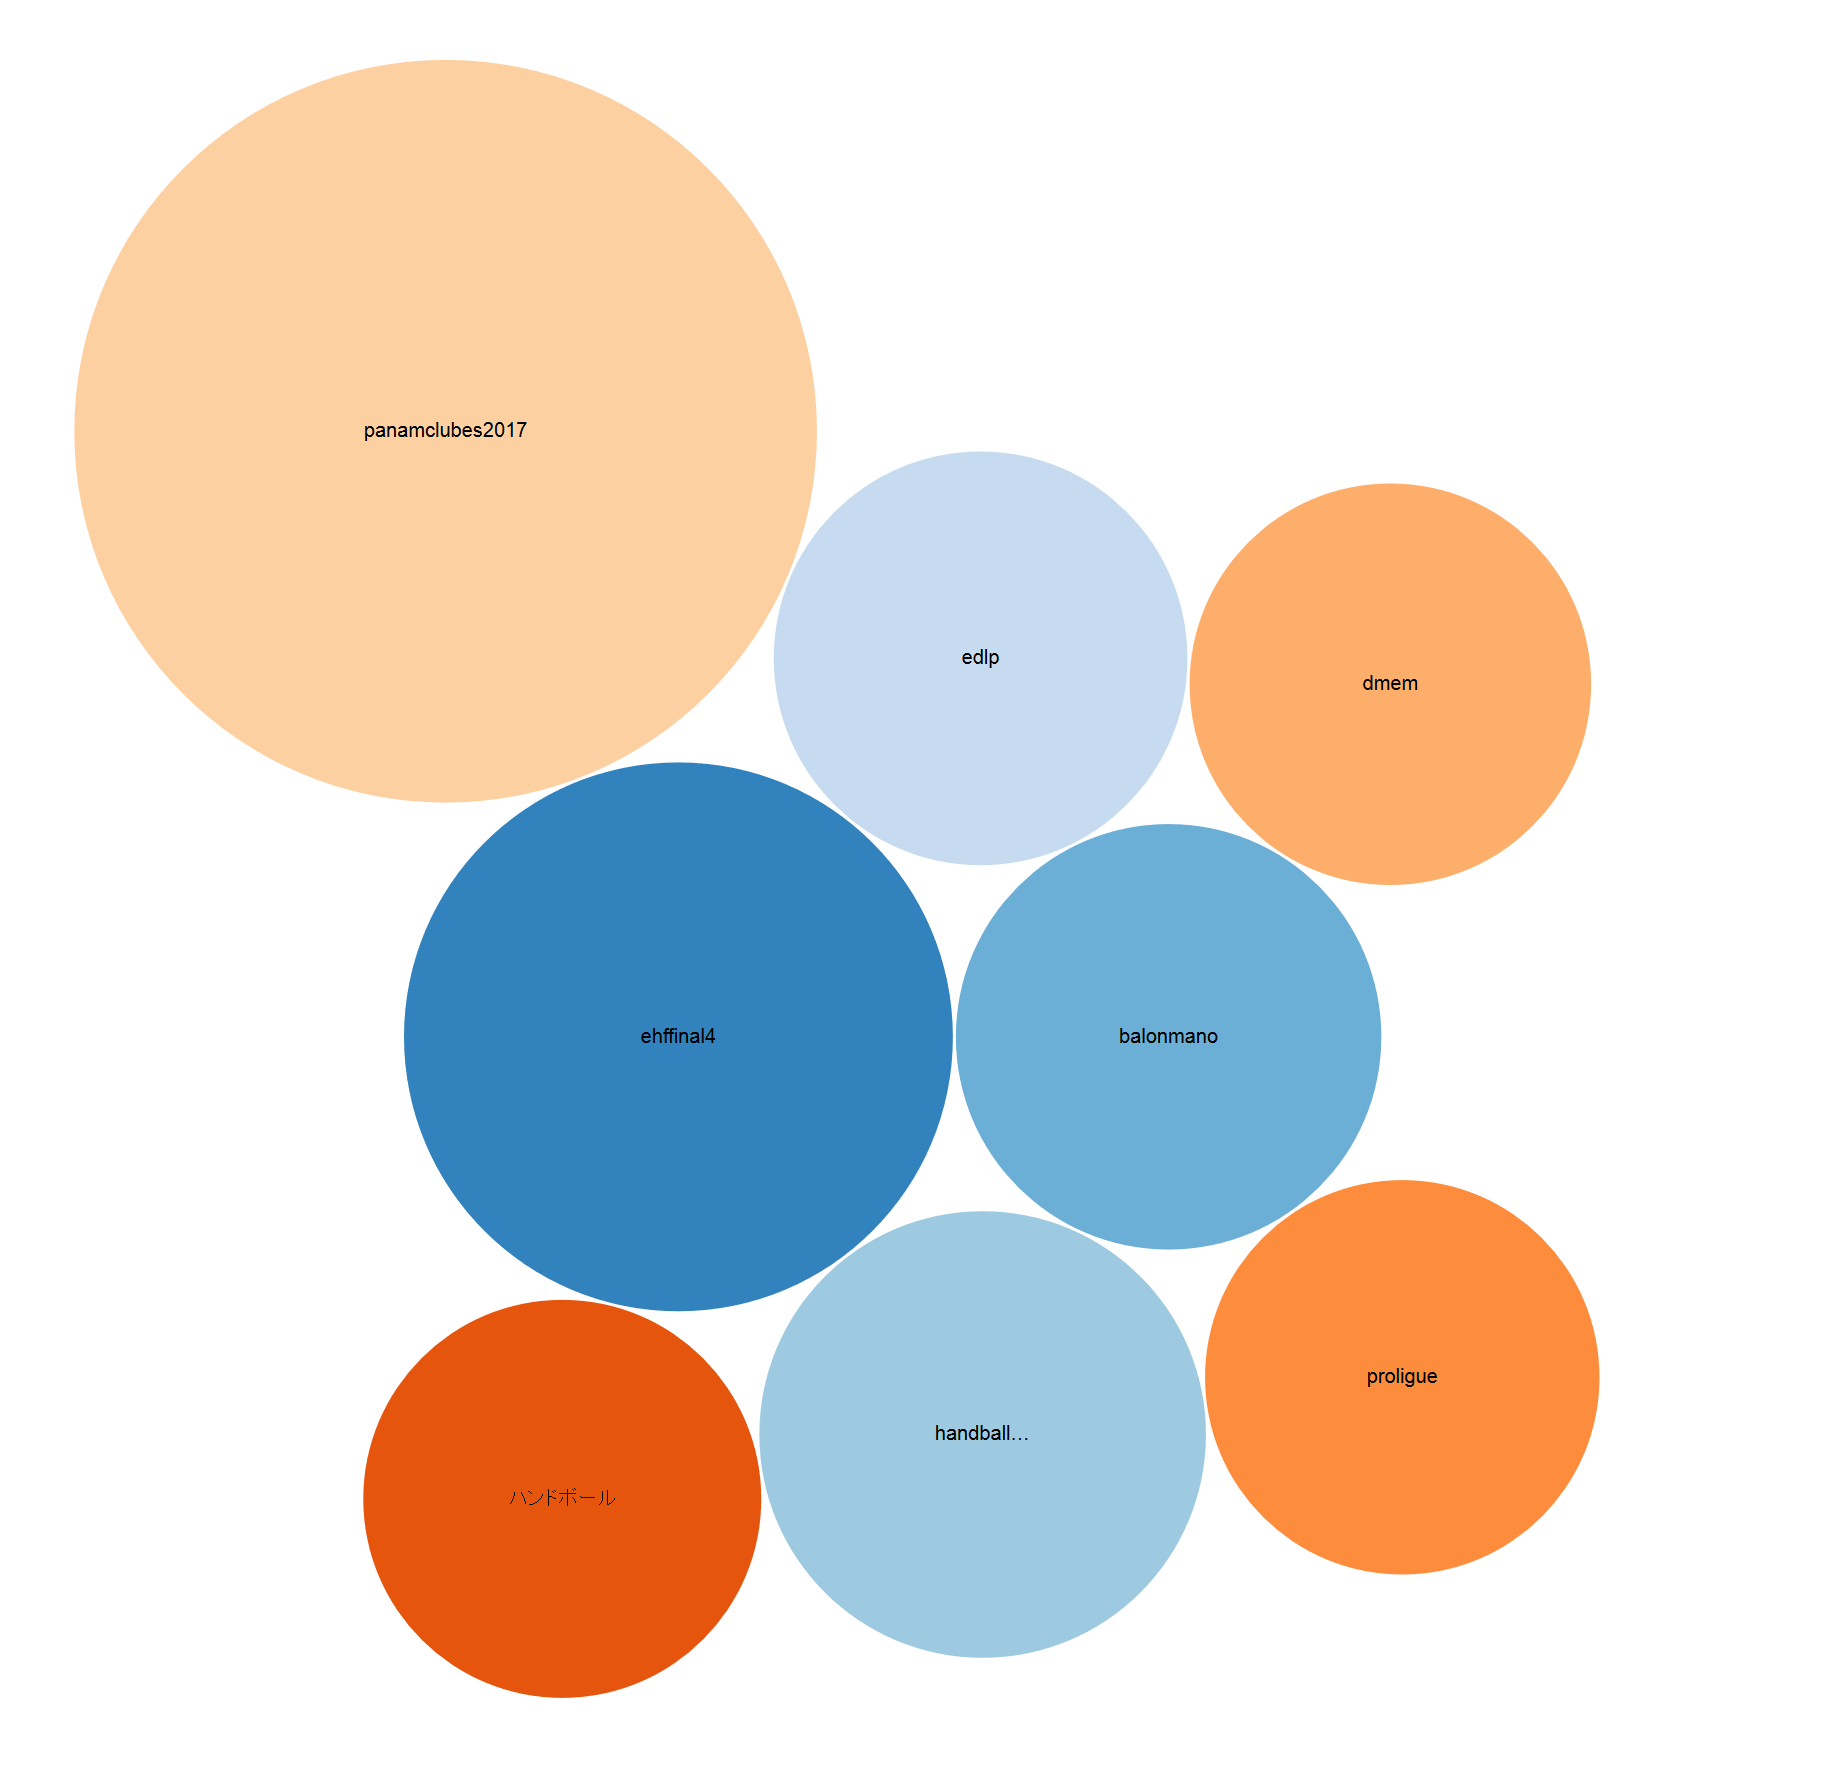 panamclubes2017
edlp
dmem
ehffinal4
balonmano
proligue
handball…
ハンドボール